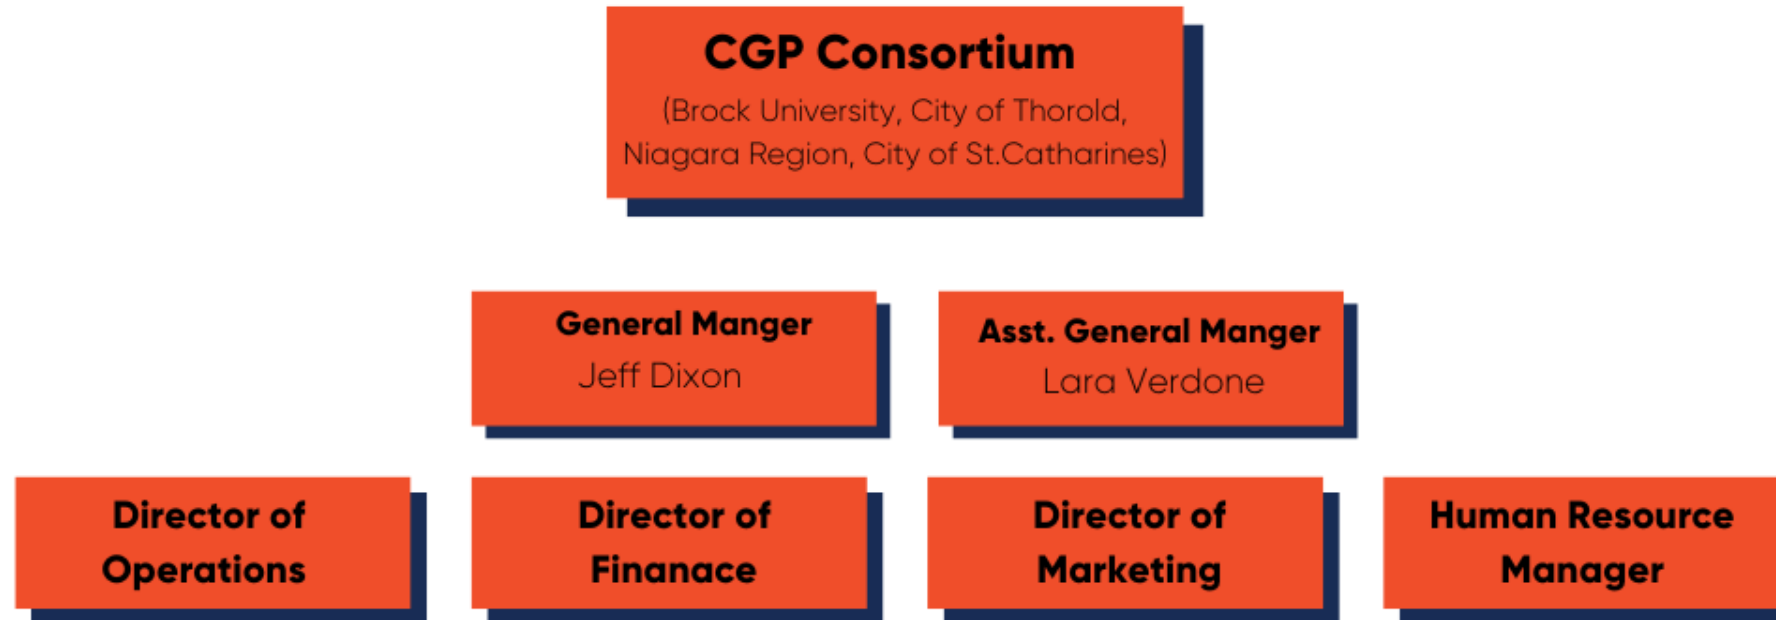 CGP Consortium
(Brock University, City of Thorold,
Niagara Region, City of St.Catharines)
General Manger
Jeff Dixon
Asst. General Manger
Lara Verdone
Director of
Operations
Director of
Finanace
Director of
Marketing
Human Resource
Manager